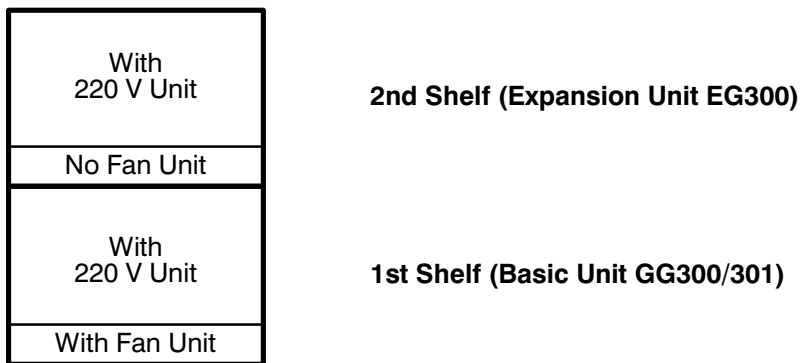 With
220 V Unit
2nd Shelf (Expansion Unit EG300)
No Fan Unit
With
220 V Unit
1st Shelf (Basic Unit GG300/301)
With Fan Unit